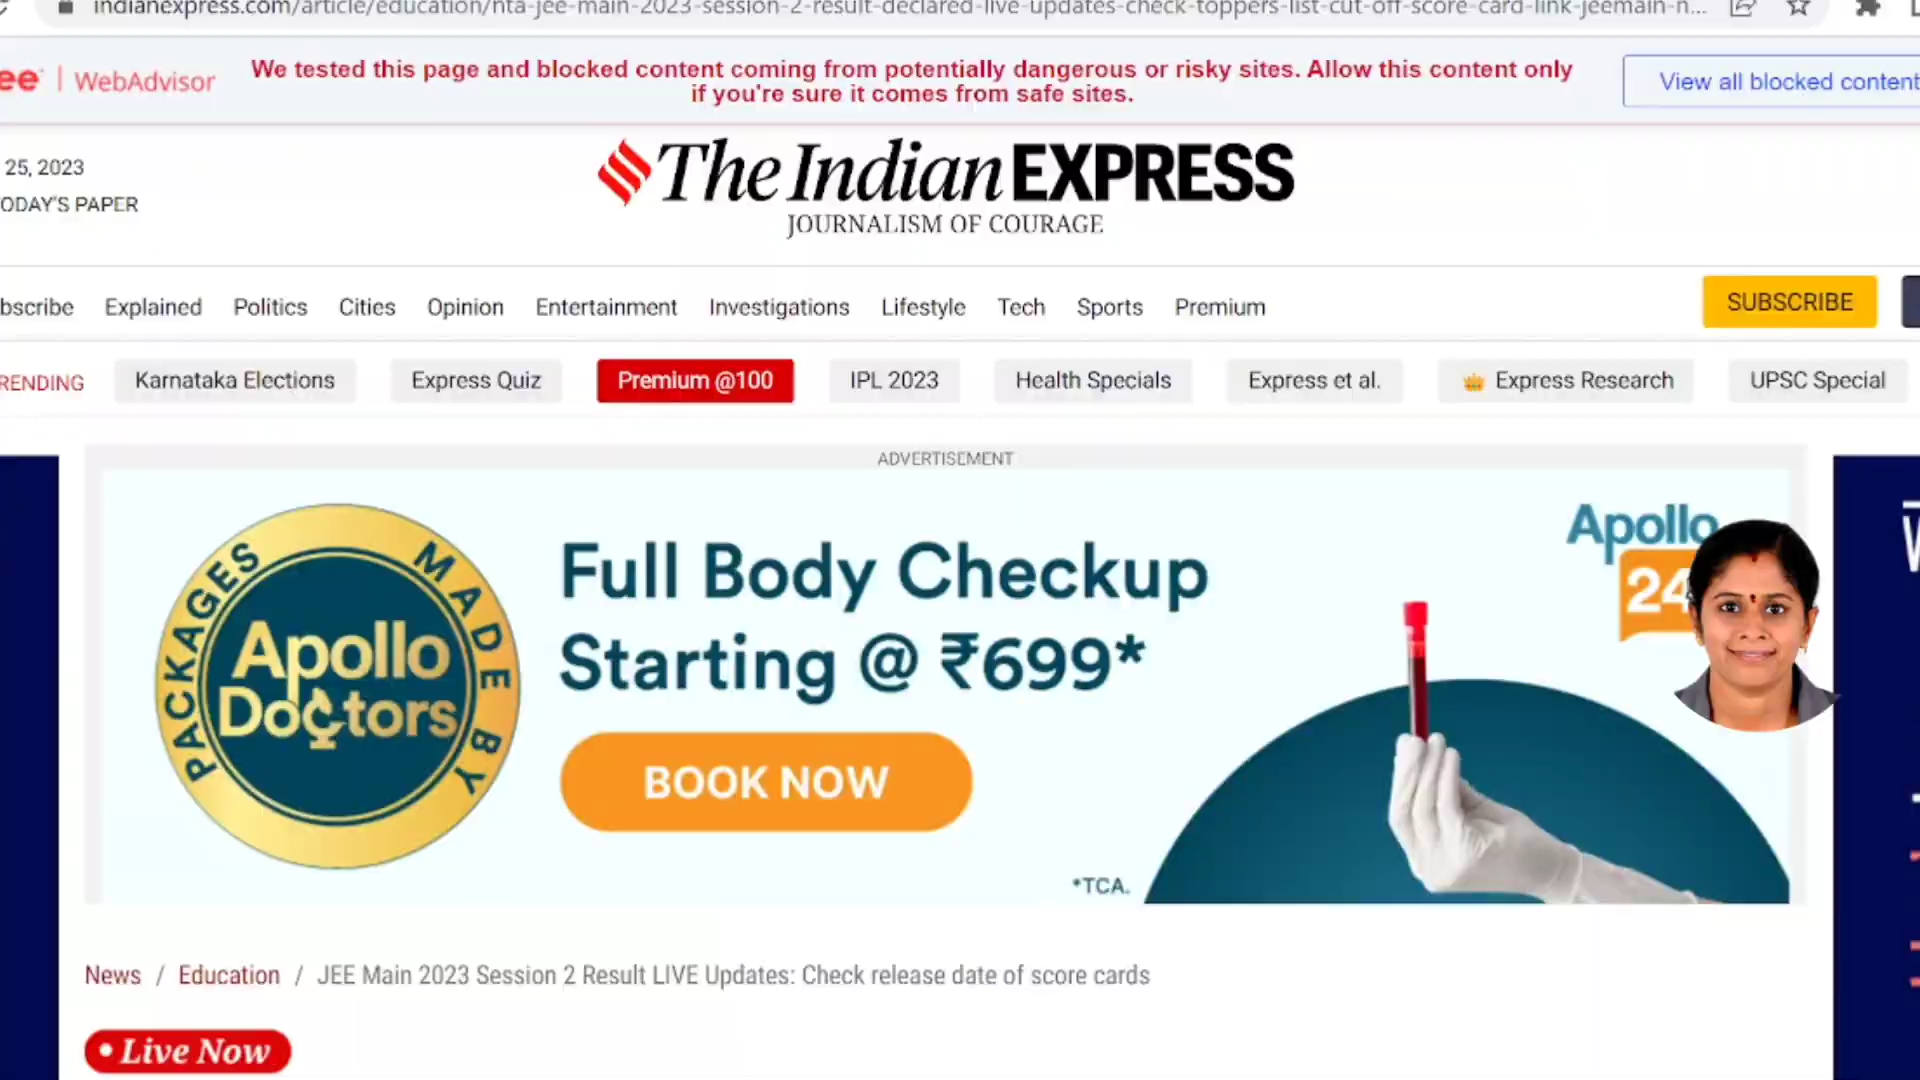 indianexpress.com/article/education/nta-jee-main-2023-session-2-result-declared-live-updates-check-toppers-list-cut-off-score-card-link-jeemain-n...
ee | WebAdvisor
We tested this page and blocked content coming from potentially dangerous or risky sites. Allow this content only
if you're sure it comes from safe sites.
View all blocked content
25, 2023
ODAY'S PAPER
The Indian EXPRESS
JOURNALISM OF COURAGE
bscribe Explained Politics Cities Opinion Entertainment Investigations Lifestyle Tech Sports Premium
SUBSCRIBE
RENDING Karnataka Elections Express Quiz Premium @100 IPL 2023 Health Specials Express et al. Express Research UPSC Special
ADVERTISEMENT
PACKAGES MADE BY
Apollo
Doctors
Full Body Checkup
Starting @ ₹699*
BOOK NOW
*TCA.
Apollo
24
News / Education / JEE Main 2023 Session 2 Result LIVE Updates: Check release date of score cards
• Live Now